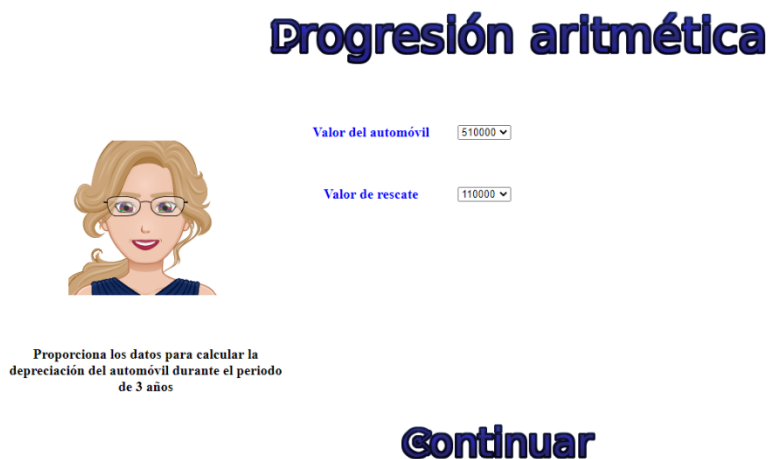 Progresión aritmética
Valor del automóvil 510000
Valor de rescate 110000
Proporciona los datos para calcular la
depreciación del automóvil durante el periodo
de 3 años
Continuar